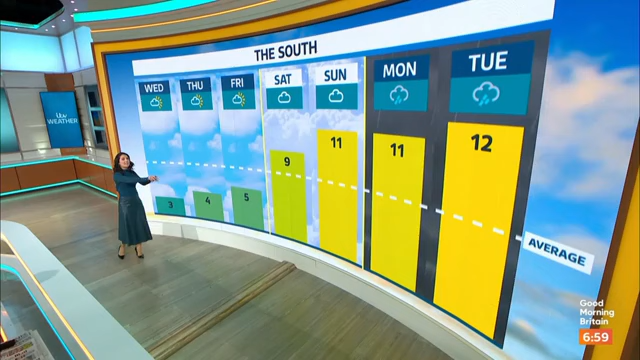 THE SOUTH
WED THU FRI SAT SUN MON TUE
3 4 5 9 11 11 12
AVERAGE
itv
WEATHER
Good
Morning
Britain
6:59